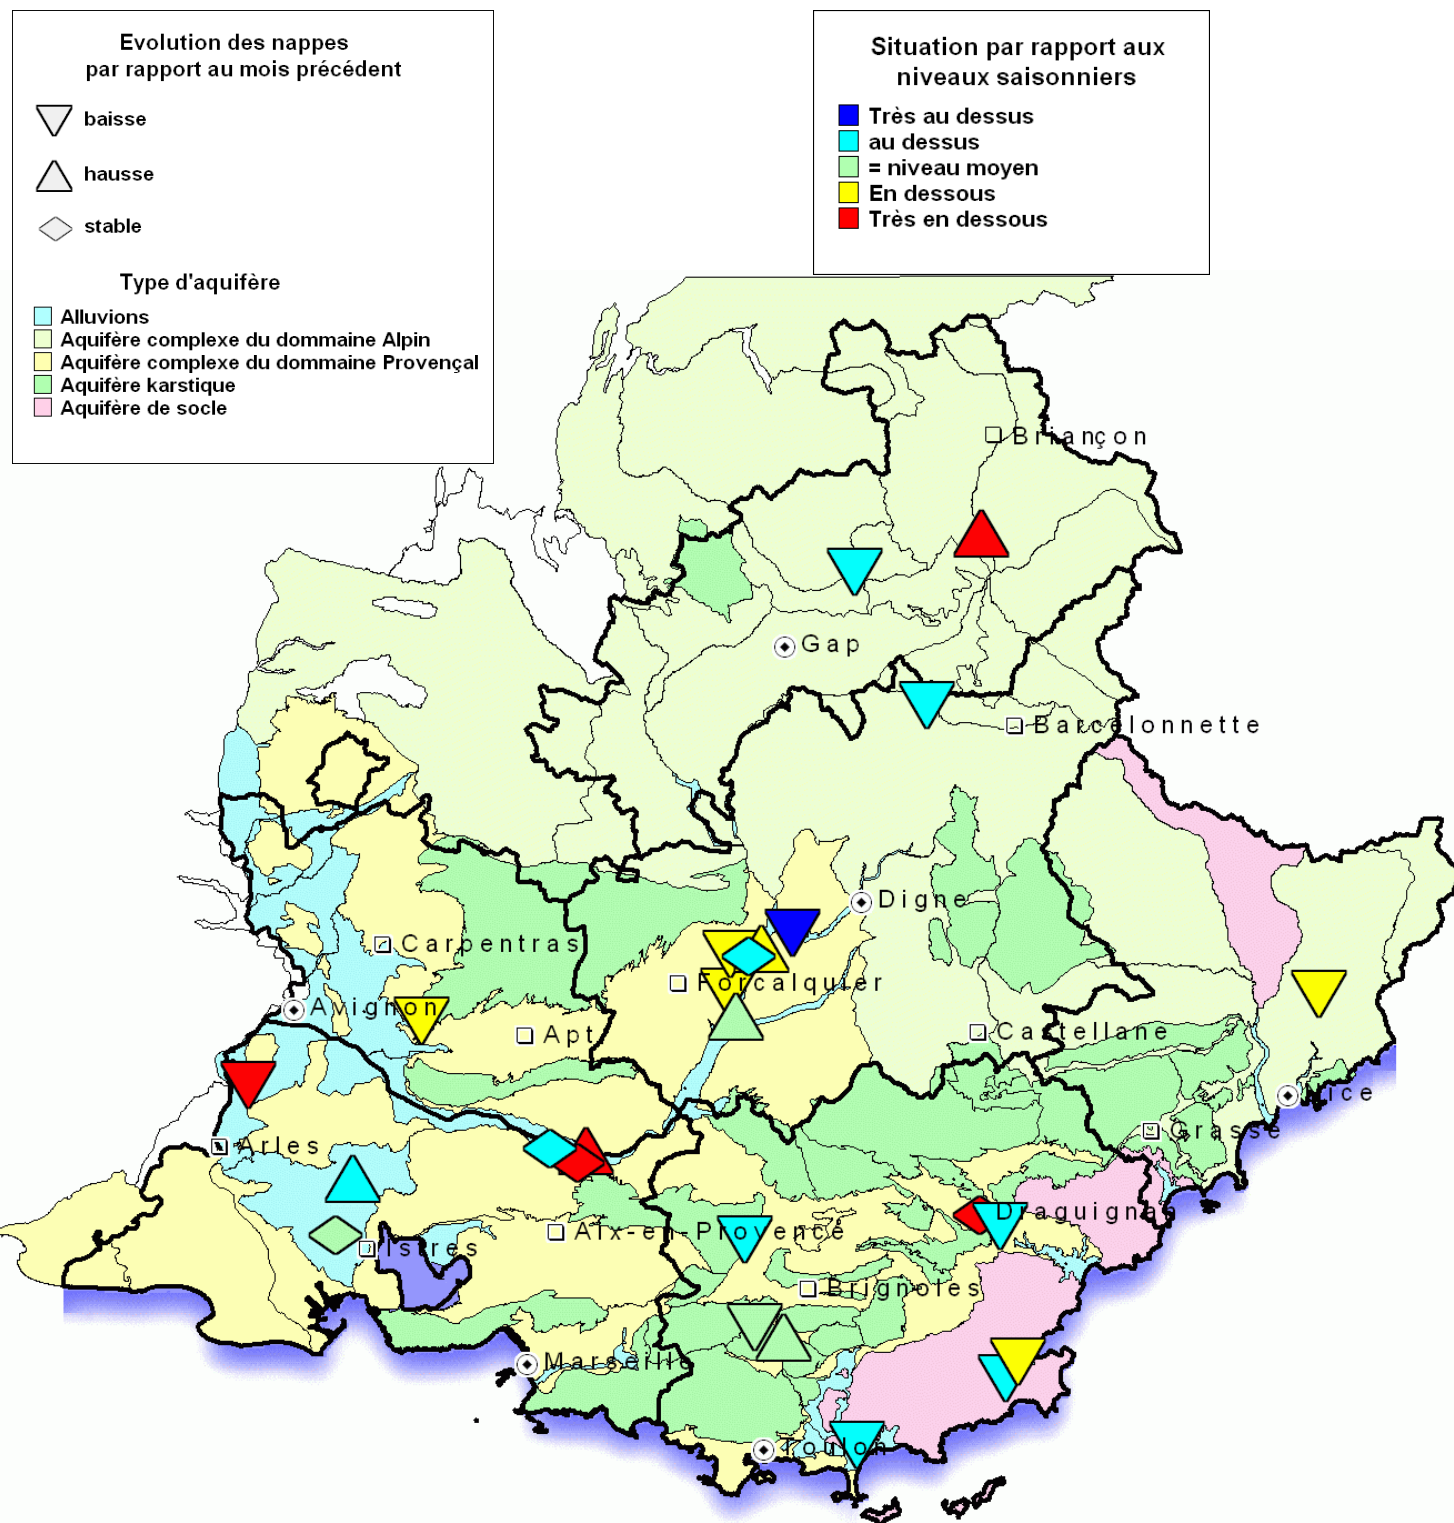 Evolution des nappes
par rapport au mois précédent
baisse
hausse
stable
Type d'aquifère
Alluvions
Aquifère complexe du dommaine Alpin
Aquifère complexe du dommaine Provençal
Aquifère karstique
Aquifère de socle
Situation par rapport aux
niveaux saisonniers
Très au dessus
au dessus
= niveau moyen
En dessous
Très en dessous
Briançon
Gap
Barcelonnette
Digne
Carpentras
Forcalquier
Avignon
Apt
Castellane
Nice
Grasse
Arles
Draguignan
Aix-en-Provence
Istres
Brignoles
Marseille
Toulon